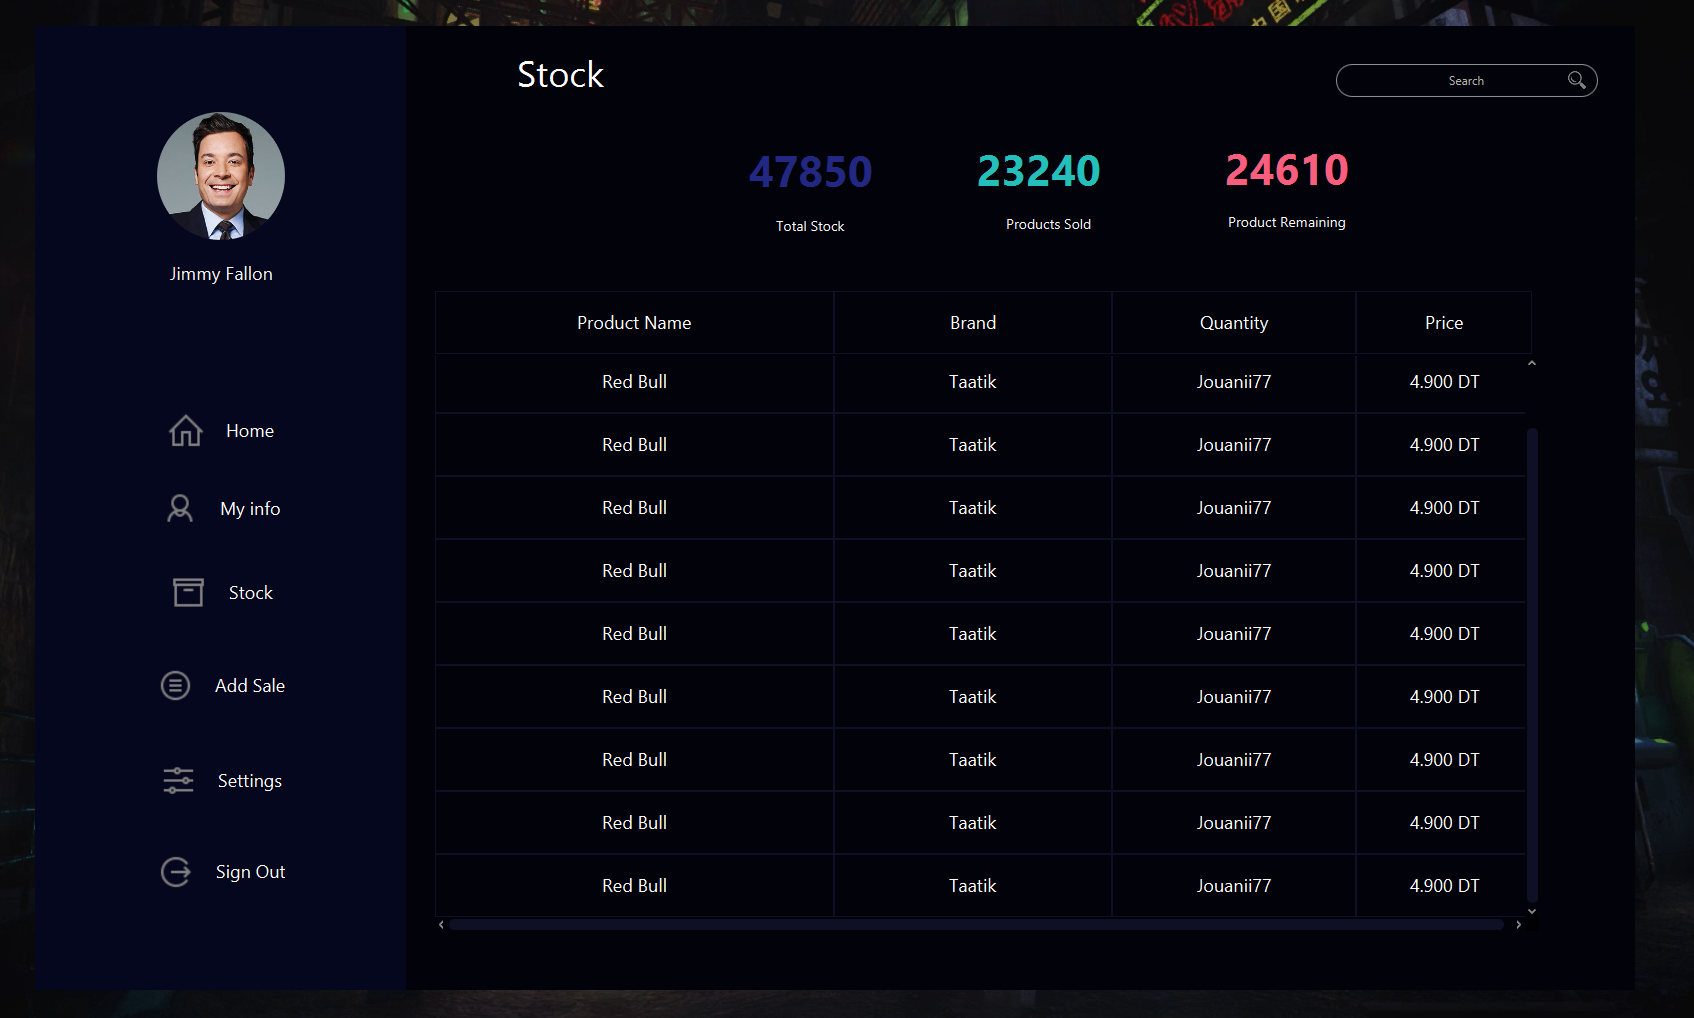 Stock
Search
47850
23240
24610
Total Stock
Products Sold
Product Remaining
Jimmy Fallon
Home
My info
Stock
Add Sale
Settings
Sign Out
Product Name Brand Quantity Price
Red Bull Taatik Jouanii77 4.900 DT
Red Bull Taatik Jouanii77 4.900 DT
Red Bull Taatik Jouanii77 4.900 DT
Red Bull Taatik Jouanii77 4.900 DT
Red Bull Taatik Jouanii77 4.900 DT
Red Bull Taatik Jouanii77 4.900 DT
Red Bull Taatik Jouanii77 4.900 DT
Red Bull Taatik Jouanii77 4.900 DT
Red Bull Taatik Jouanii77 4.900 DT